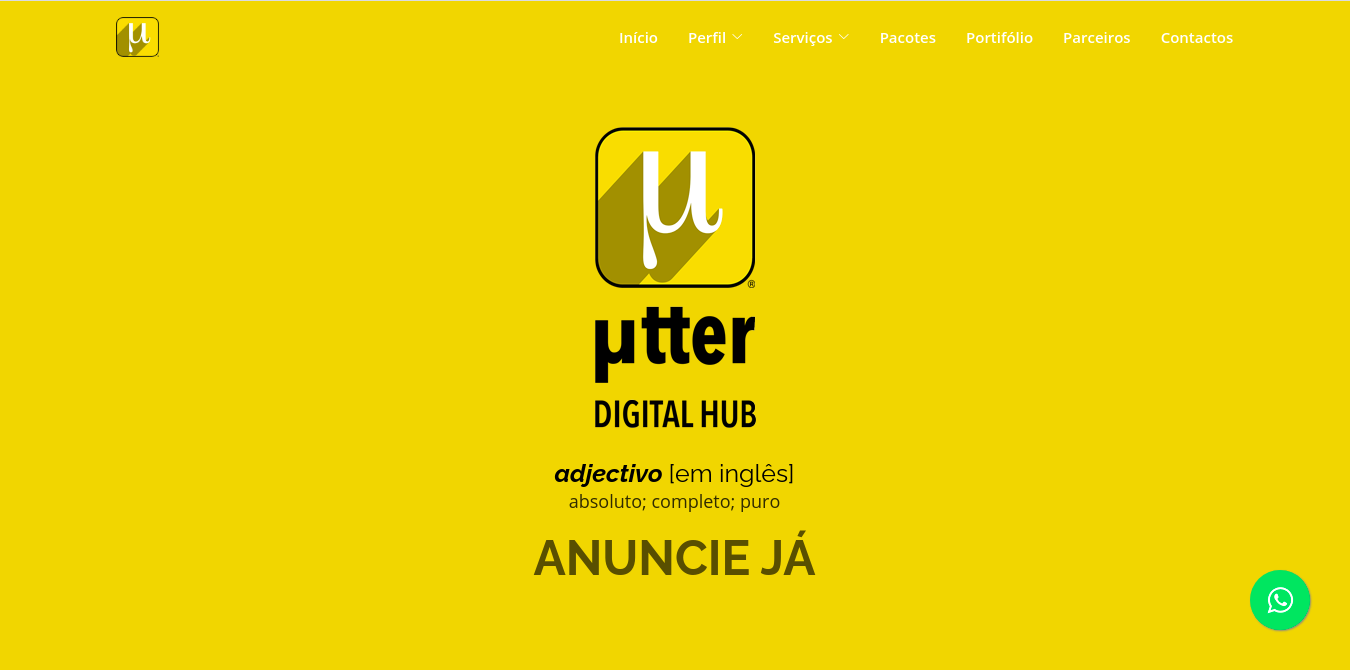 µ
Início
Perfil
Serviços
Pacotes
Portifólio
Parceiros
Contactos
µ
®
µtter
DIGITAL HUB
adjectivo [em inglês]
absoluto; completo; puro
ANUNCIE JÁ